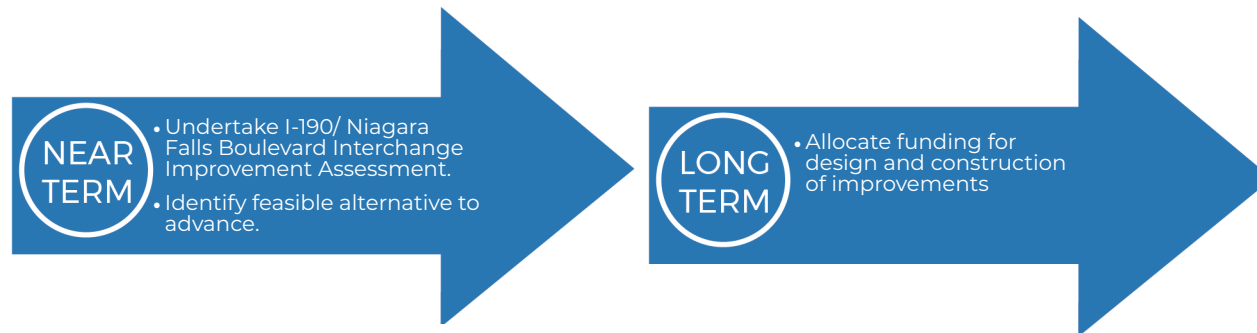 NEAR
TERM
• Undertake I-190/ Niagara
Falls Boulevard Interchange
Improvement Assessment.
• Identify feasible alternative to
advance.
LONG
TERM
• Allocate funding for
design and construction
of improvements